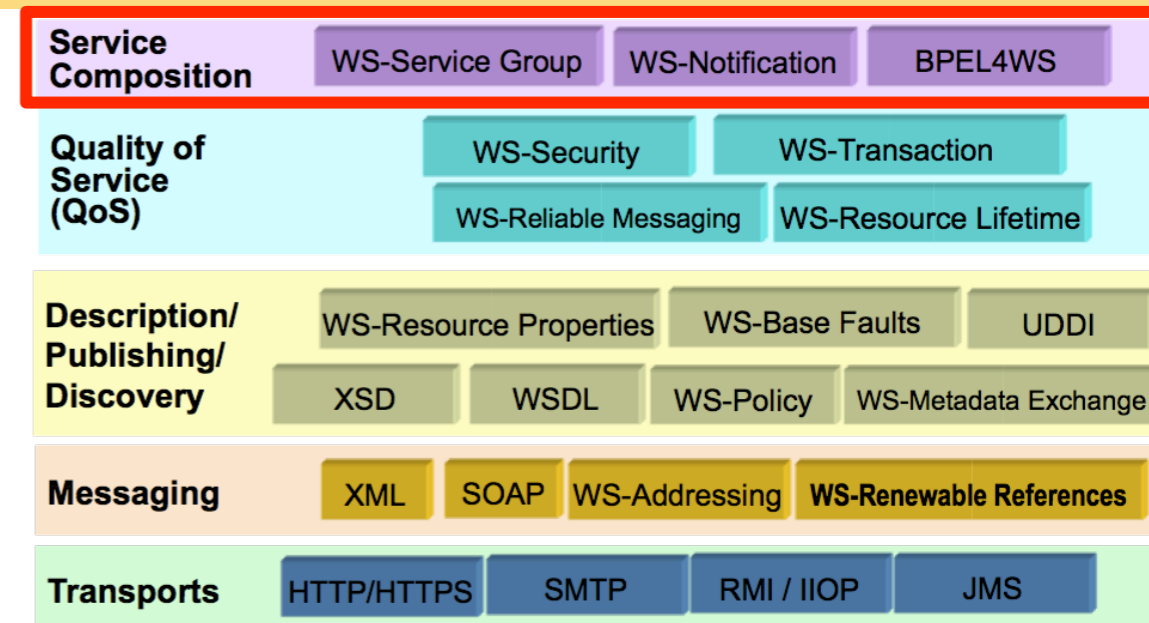 Service
Composition
WS-Service Group
WS-Notification
BPEL4WS
Quality of
Service
(QoS)
WS-Security
WS-Transaction
WS-Reliable Messaging
WS-Resource Lifetime
Description/
Publishing/
Discovery
WS-Resource Properties
WS-Base Faults
UDDI
XSD
WSDL
WS-Policy
WS-Metadata Exchange
Messaging
XML
SOAP
WS-Addressing
WS-Renewable References
Transports
HTTP/HTTPS
SMTP
RMI / IIOP
JMS